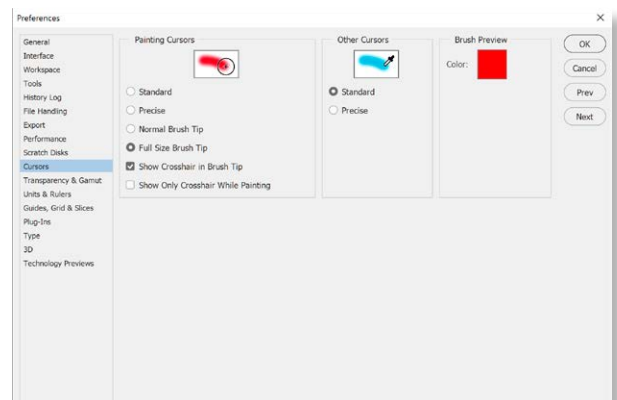 Preferences
General
Interface
Workspace
Tools
History Log
File Handling
Export
Performance
Scratch Disks
Cursors
Transparency & Gamut
Units & Rulers
Guides, Grid & Slices
Plug-Ins
Type
3D
Technology Previews
Painting Cursors
Standard
Precise
Normal Brush Tip
Full Size Brush Tip
Show Crosshair in Brush Tip
Show Only Crosshair While Painting
Other Cursors
Standard
Precise
Brush Preview
Color:
OK
Cancel
Prev
Next